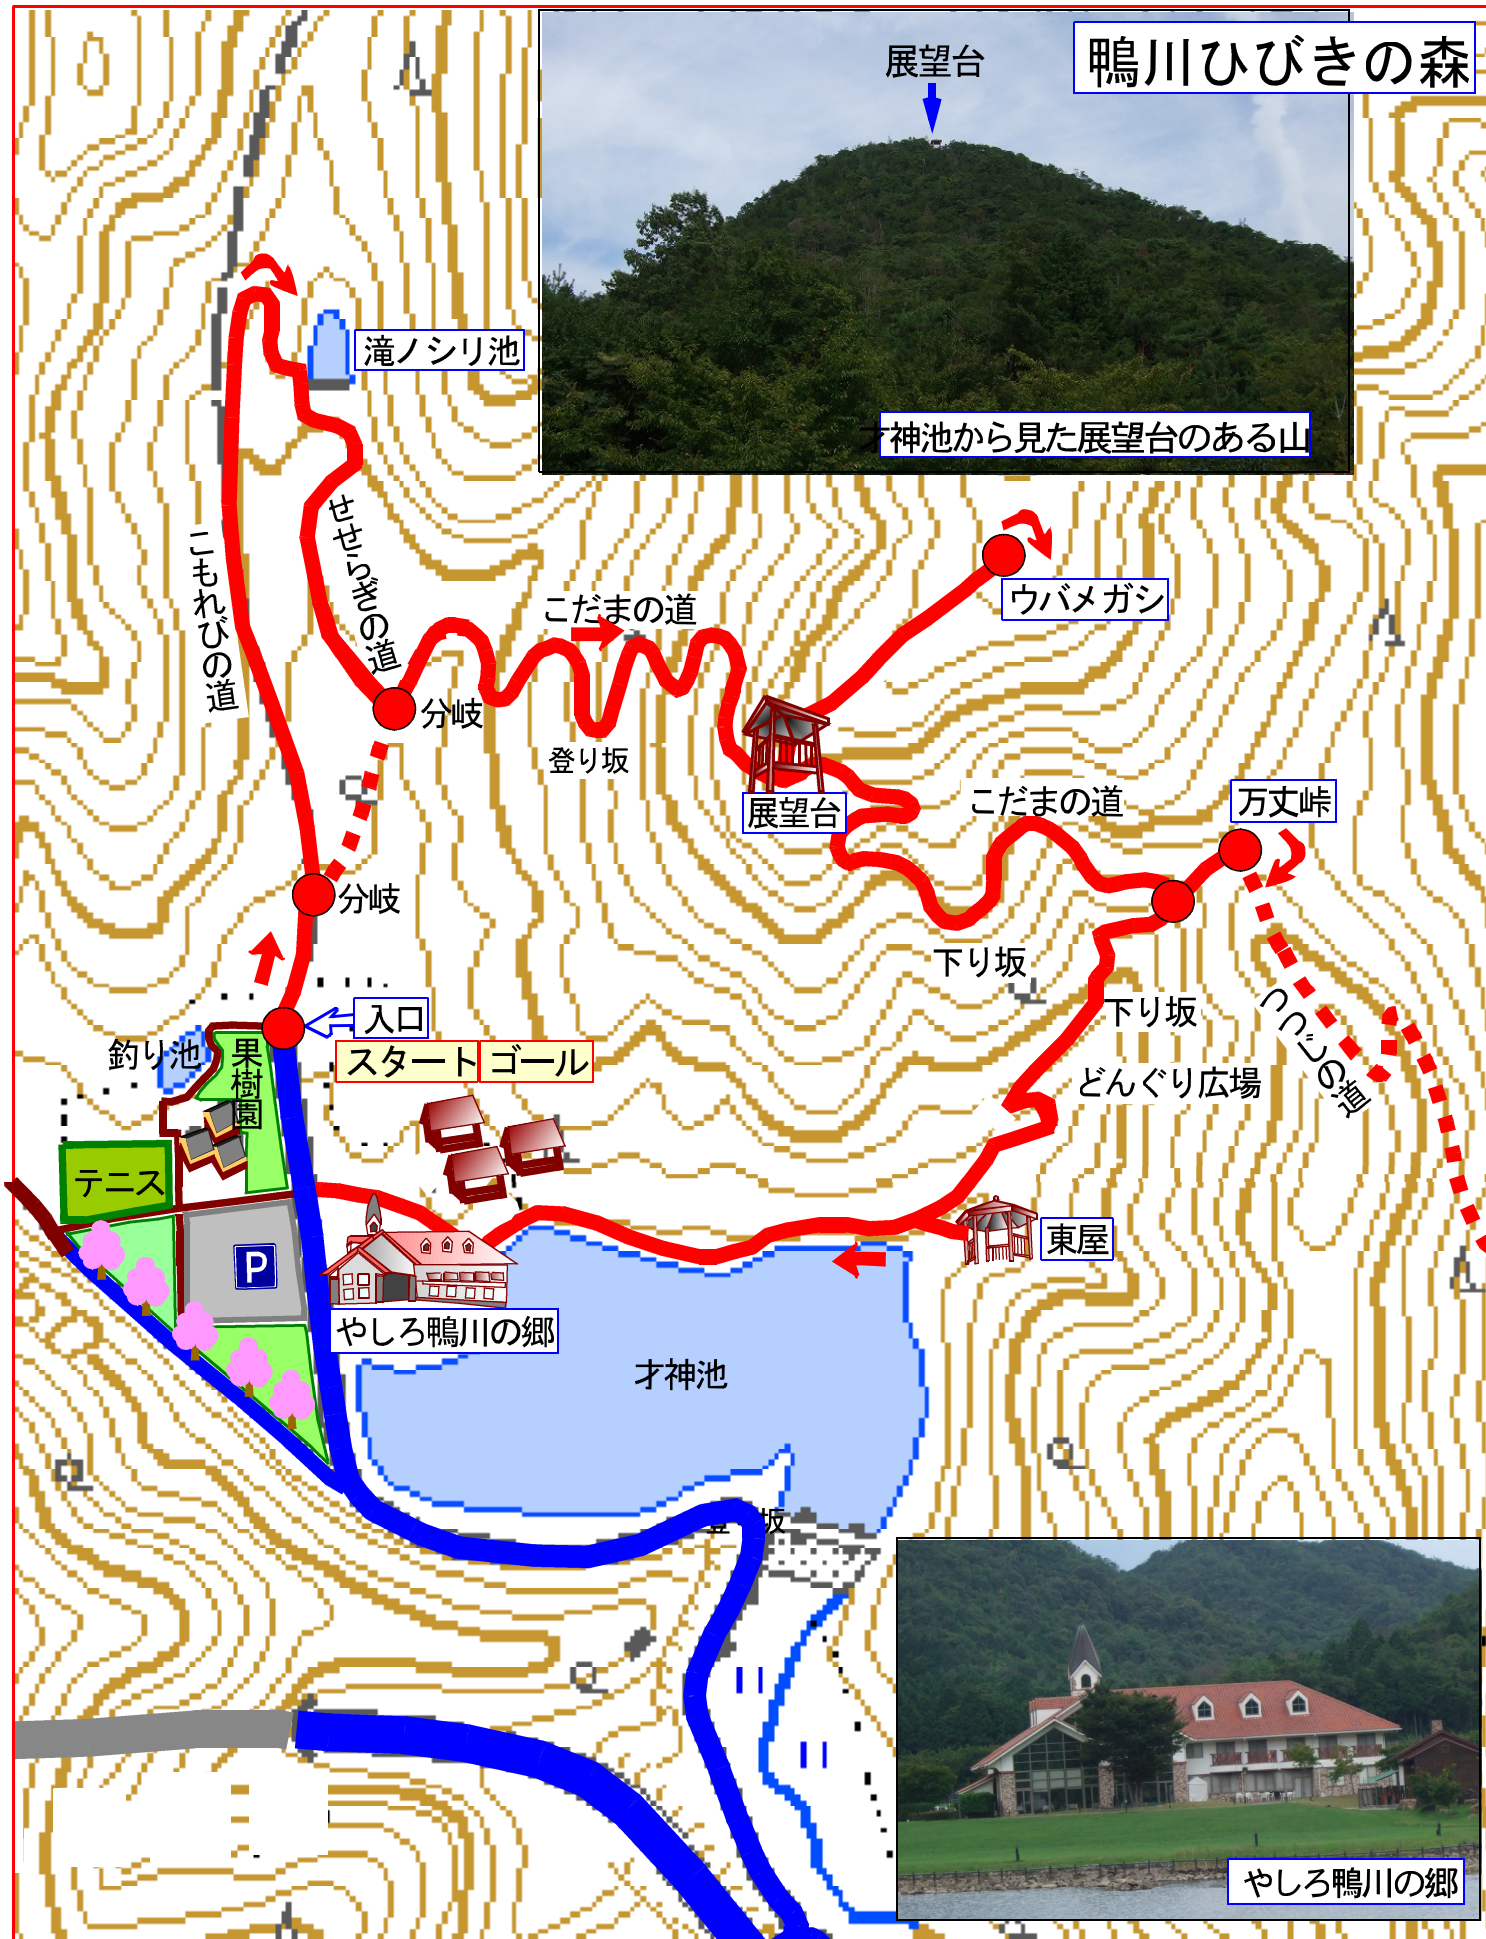 鴨川ひびきの森
展望台
才神池から見た展望台のある山
滝ノシリ池
せせらぎの道
こもれびの道
こだまの道
ウバメガシ
分岐
登り坂
展望台
こだまの道
万丈峠
分岐
下り坂
下り坂
つつじの道
入口
スタート ゴール
釣り池
果樹園
どんぐり広場
テニス
東屋
P
やしろ鴨川の郷
才神池
坂
やしろ鴨川の郷